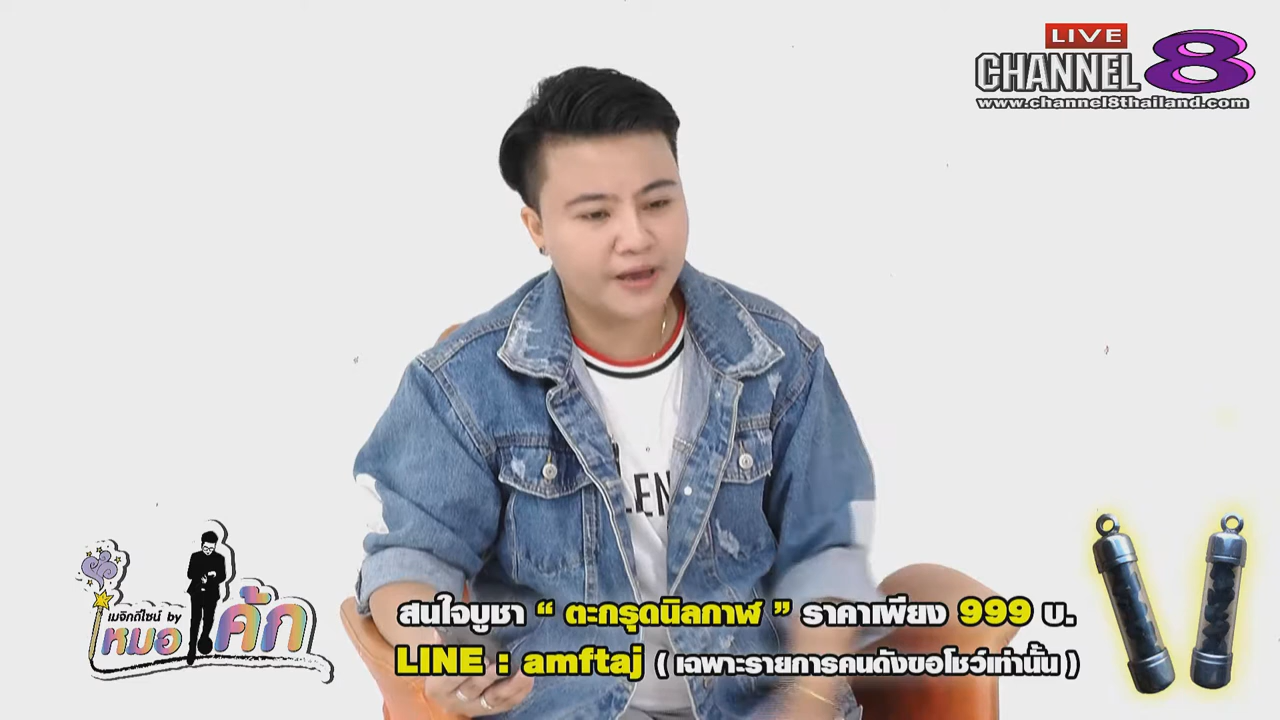 LIVE
CHANNEL 8
www.channel8thailand.com
LEN
เมจิกดีไซน์ by
หมอ
คัก
สนใจบูชา “ ตะกรุดนิลกาฬ ” ราคาเพียง 999 บ.
LINE : amftaj ( เฉพาะรายการคนดังขอโชว์เท่านั้น )